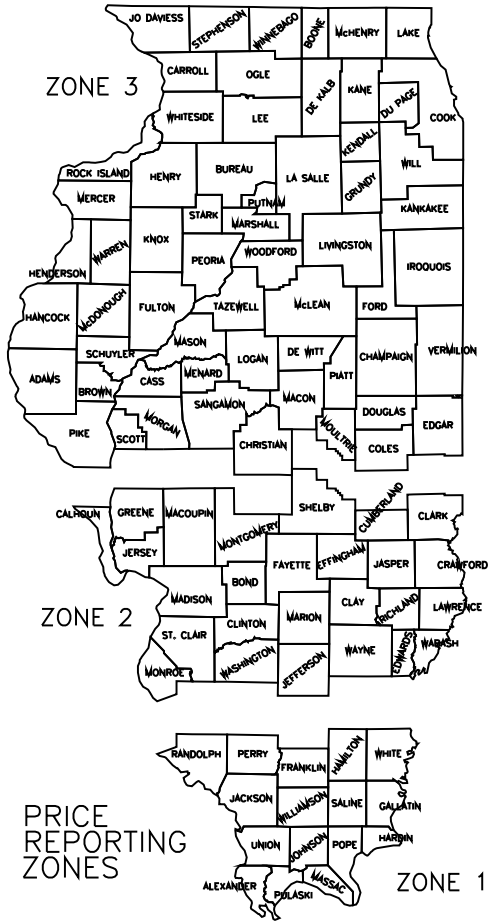 JO DAVIESS
STEPHENSON
WINNEBAGO
BOONE
McHENRY
LAKE
ZONE 3
CARROLL
OGLE
DE KALB
KANE
DU PAGE
COOK
WHITESIDE
LEE
KENDALL
WILL
ROCK ISLAND
HENRY
BUREAU
LA SALLE
GRUNDY
MERCER
PUTNAM
KANKAKEE
STARK
MARSHALL
HENDERSON
WARREN
KNOX
PEORIA
WOODFORD
LIVINGSTON
IROQUOIS
HANCOCK
McDONOUGH
FULTON
TAZEWELL
McLEAN
FORD
SCHUYLER
MASON
LOGAN
DE WITT
CHAMPAIGN
VERMILION
ADAMS
BROWN
CASS
MENARD
PIATT
PIKE
SCOTT
MORGAN
SANGAMON
MACON
MOULTRIE
DOUGLAS
EDGAR
CHRISTIAN
COLES
CALHOUN
GREENE
MACOUPIN
SHELBY
CUMBERLAND
CLARK
MONTGOMERY
JERSEY
FAYETTE
EFFINGHAM
JASPER
CRAWFORD
BOND
ZONE 2
MADISON
CLAY
RICHLAND
LAWRENCE
CLINTON
MARION
ST. CLAIR
WAYNE
EDWARDS
WABASH
MONROE
WASHINGTON
JEFFERSON
RANDOLPH
PERRY
FRANKLIN
HAMILTON
WHITE
JACKSON
WILLIAMSON
SALINE
GALLATIN
PRICE
REPORTING
ZONES
UNION
JOHNSON
POPE
HARDIN
ALEXANDER
PULASKI
MASSAC
ZONE 1